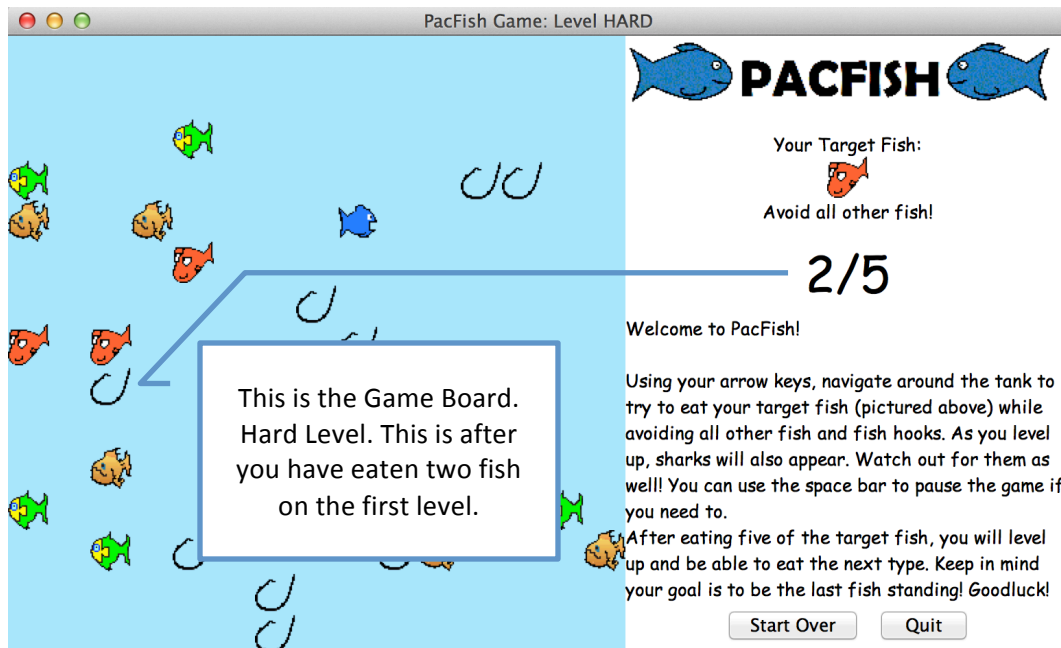 PacFish Game: Level HARD
PACFISH
Your Target Fish:
Avoid all other fish!
2/5
Welcome to PacFish!
Using your arrow keys, navigate around the tank to
try to eat your target fish (pictured above) while
avoiding all other fish and fish hooks. As you level
up, sharks will also appear. Watch out for them as
well! You can use the space bar to pause the game if
you need to.
After eating five of the target fish, you will level
up and be able to eat the next type. Keep in mind
your goal is to be the last fish standing! Goodluck!
Start Over
Quit
This is the Game Board.
Hard Level. This is after
you have eaten two fish
on the first level.